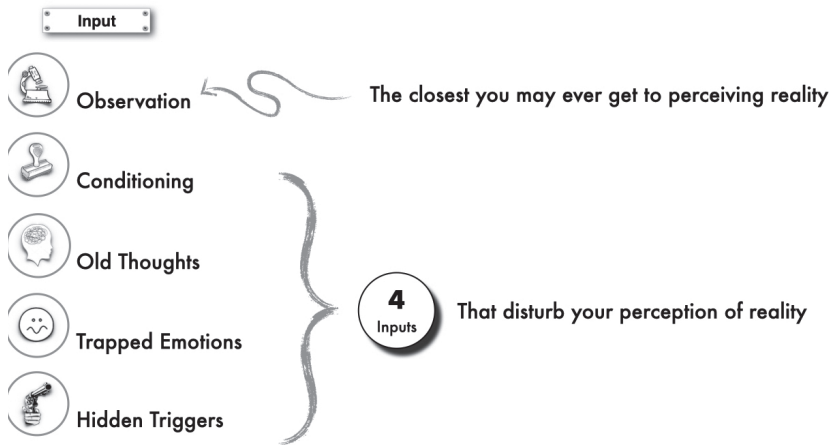 Input
Observation
The closest you may ever get to perceiving reality
Conditioning
Old Thoughts
4
Inputs
That disturb your perception of reality
Trapped Emotions
Hidden Triggers